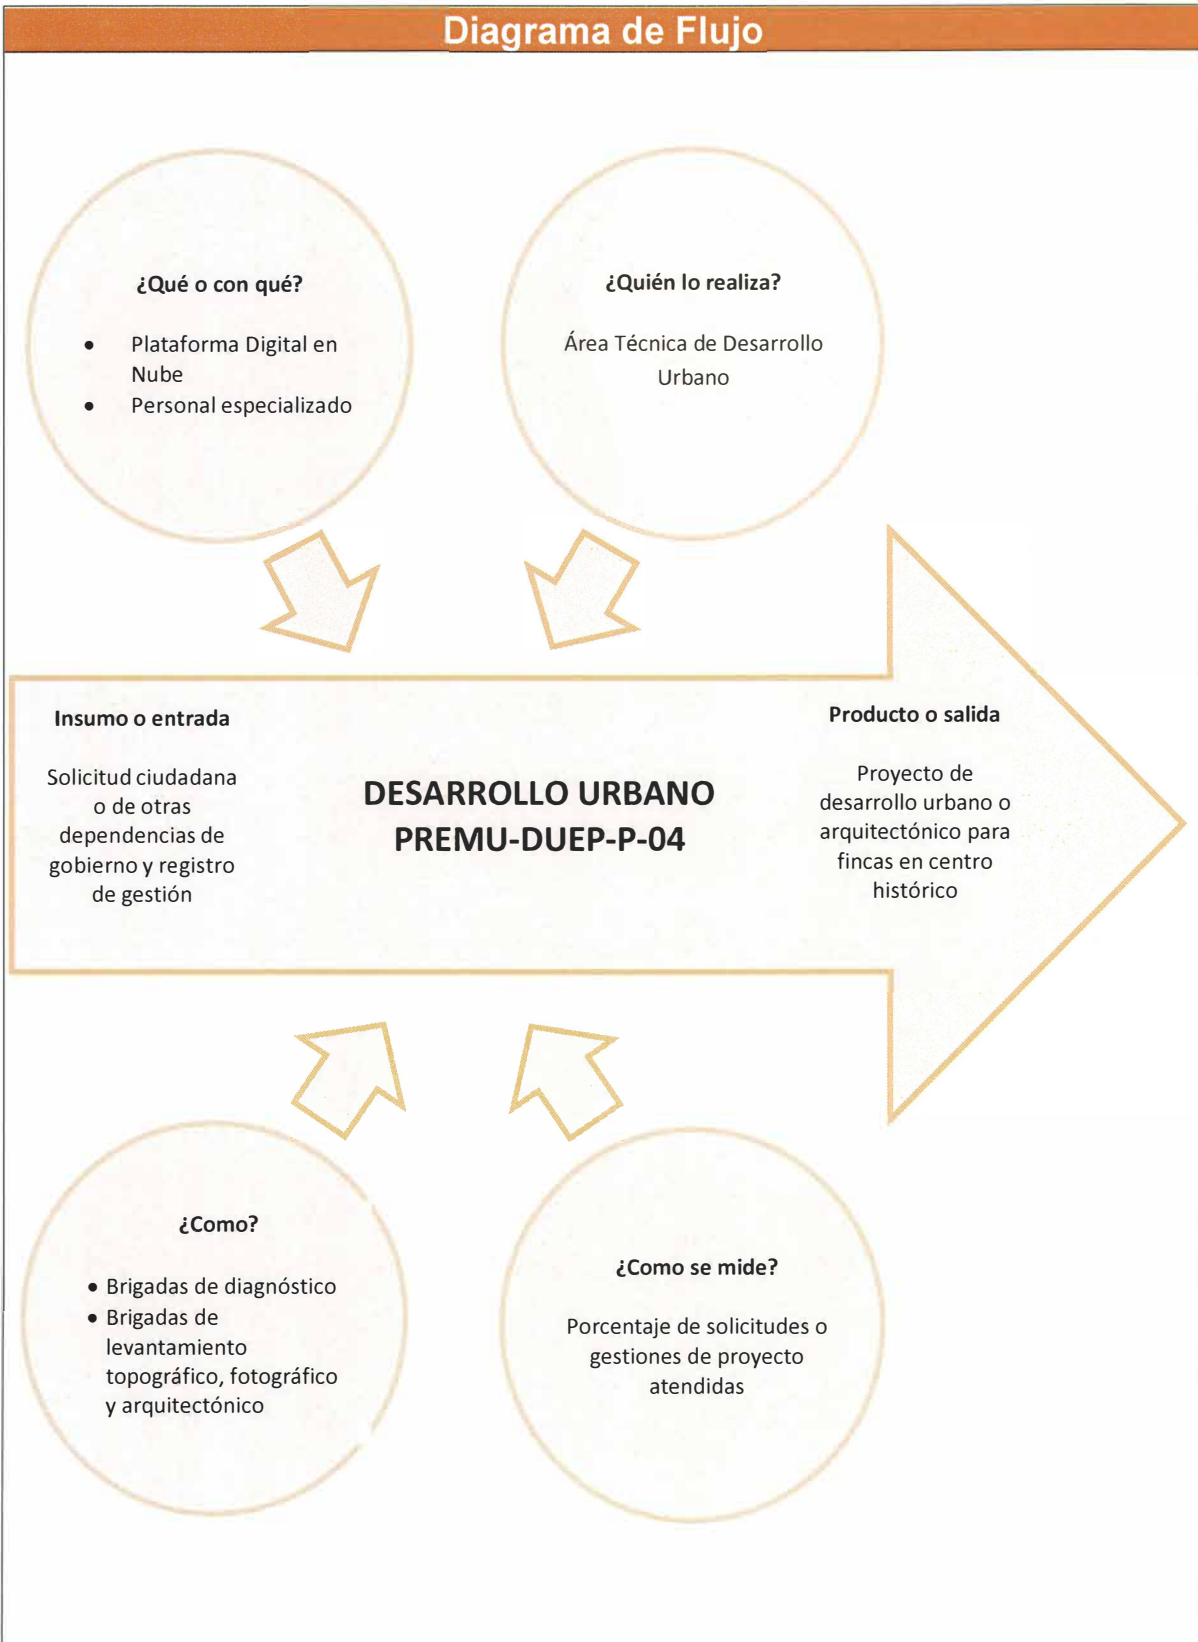 Diagrama de Flujo
¿Qué o con qué?
• Plataforma Digital en
Nube
• Personal especializado
¿Quién lo realiza?
Área Técnica de Desarrollo
Urbano
Insumo o entrada
Solicitud ciudadana
o de otras
dependencias de
gobierno y registro
de gestión
DESARROLLO URBANO
PREMU-DUEP-P-04
Producto o salida
Proyecto de
desarrollo urbano o
arquitectónico para
fincas en centro
histórico
¿Como?
• Brigadas de diagnóstico
• Brigadas de
levantamiento
topográfico, fotográfico
y arquitectónico
¿Como se mide?
Porcentaje de solicitudes o
gestiones de proyecto
atendidas